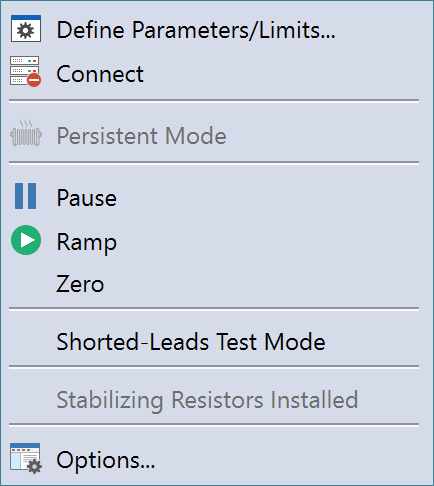 Define Parameters/Limits...
Connect
Persistent Mode
Pause
Ramp
Zero
Shorted-Leads Test Mode
Stabilizing Resistors Installed
Options...